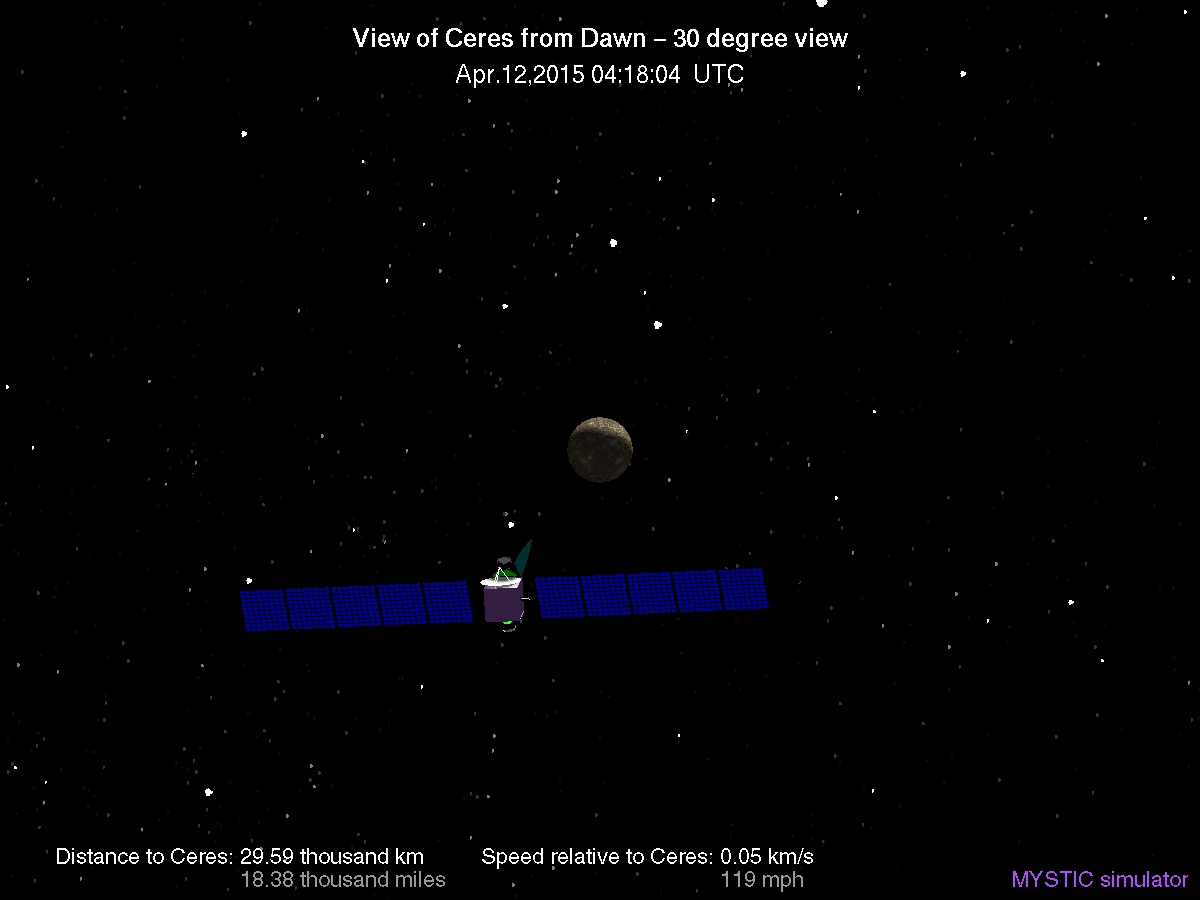 View of Ceres from Dawn – 30 degree view
Apr.12,2015 04:18:04 UTC
Distance to Ceres: 29.59 thousand km
18.38 thousand miles
Speed relative to Ceres: 0.05 km/s
119 mph
MYSTIC simulator